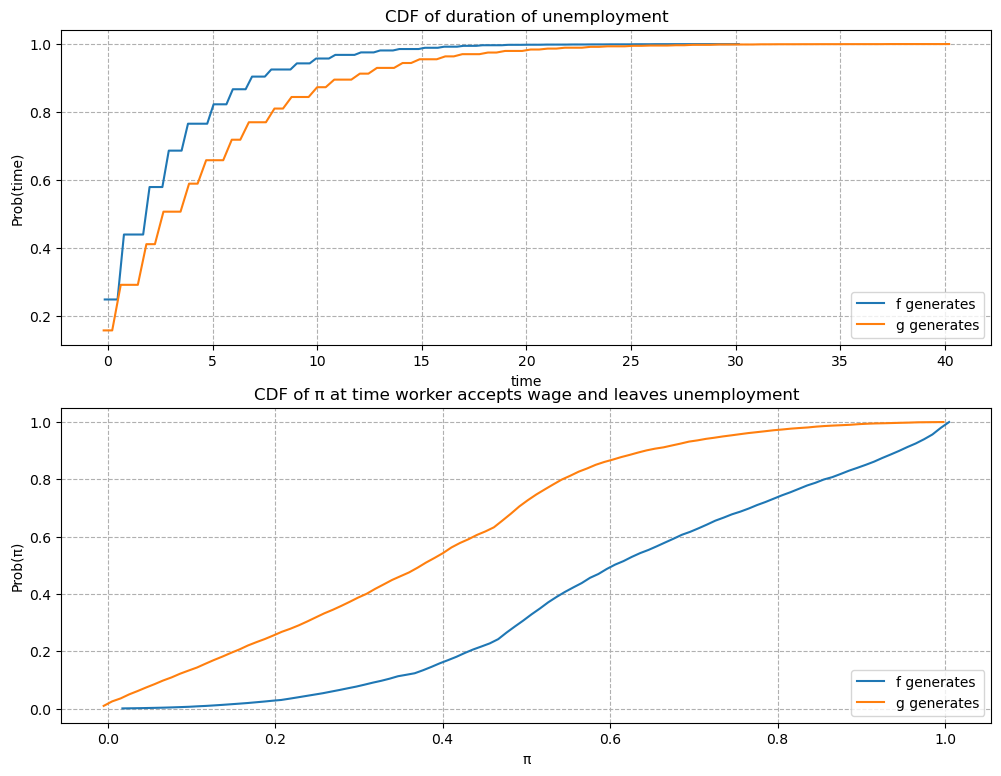 CDF of duration of unemployment
1.0
0.8
0.6
0.4
0.2
Prob(time)
f generates
g generates
0 5 10 15 20 25 30 35 40
time
CDF of π at time worker accepts wage and leaves unemployment
1.0
0.8
0.6
0.4
0.2
0.0
Prob(π)
f generates
g generates
0.0 0.2 0.4 0.6 0.8 1.0
π